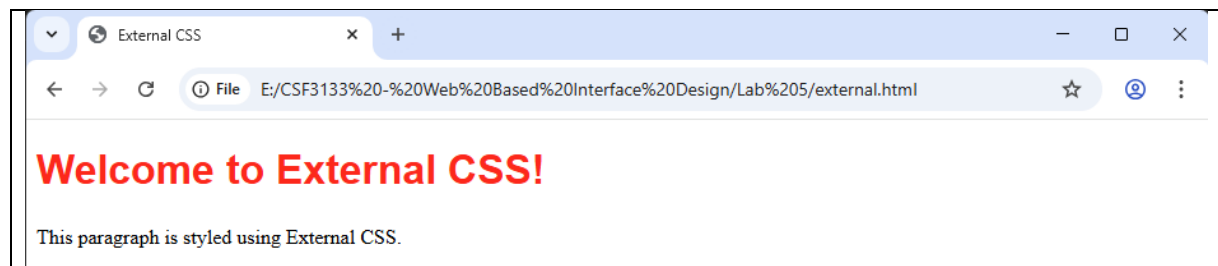 External CSS
File E:/CSF3133%20-%20Web%20Based%20Interface%20Design/Lab%205/external.html
Welcome to External CSS!
This paragraph is styled using External CSS.